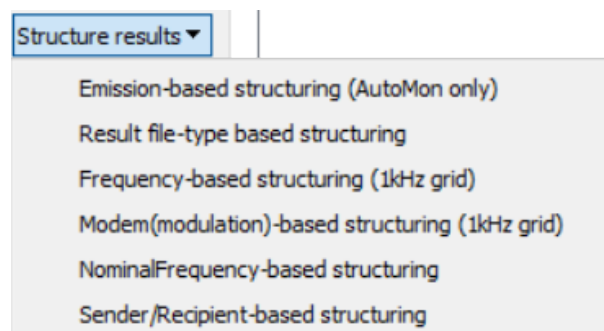 Structure results ▼
Emission-based structuring (AutoMon only)
Result file-type based structuring
Frequency-based structuring (1kHz grid)
Modem(modulation)-based structuring (1kHz grid)
NominalFrequency-based structuring
Sender/Recipient-based structuring